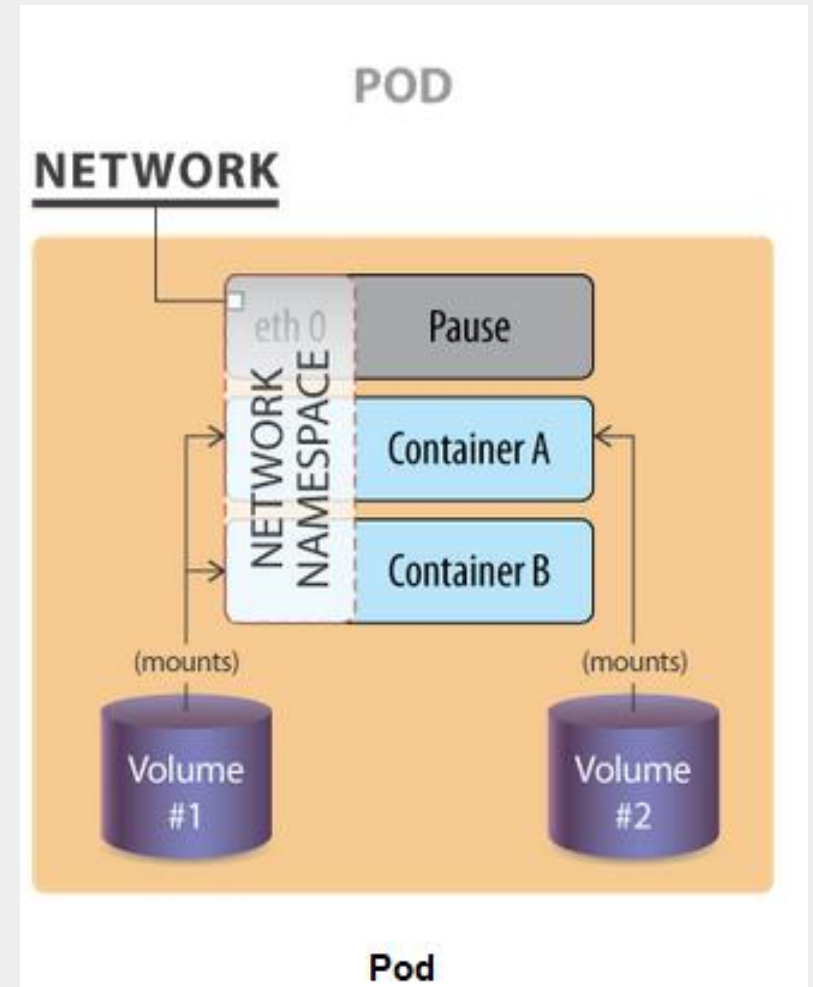 POD
NETWORK
eth 0
Pause
NETWORK
NAMESPACE
Container A
Container B
(mounts)
(mounts)
Volume
#1
Volume
#2
Pod